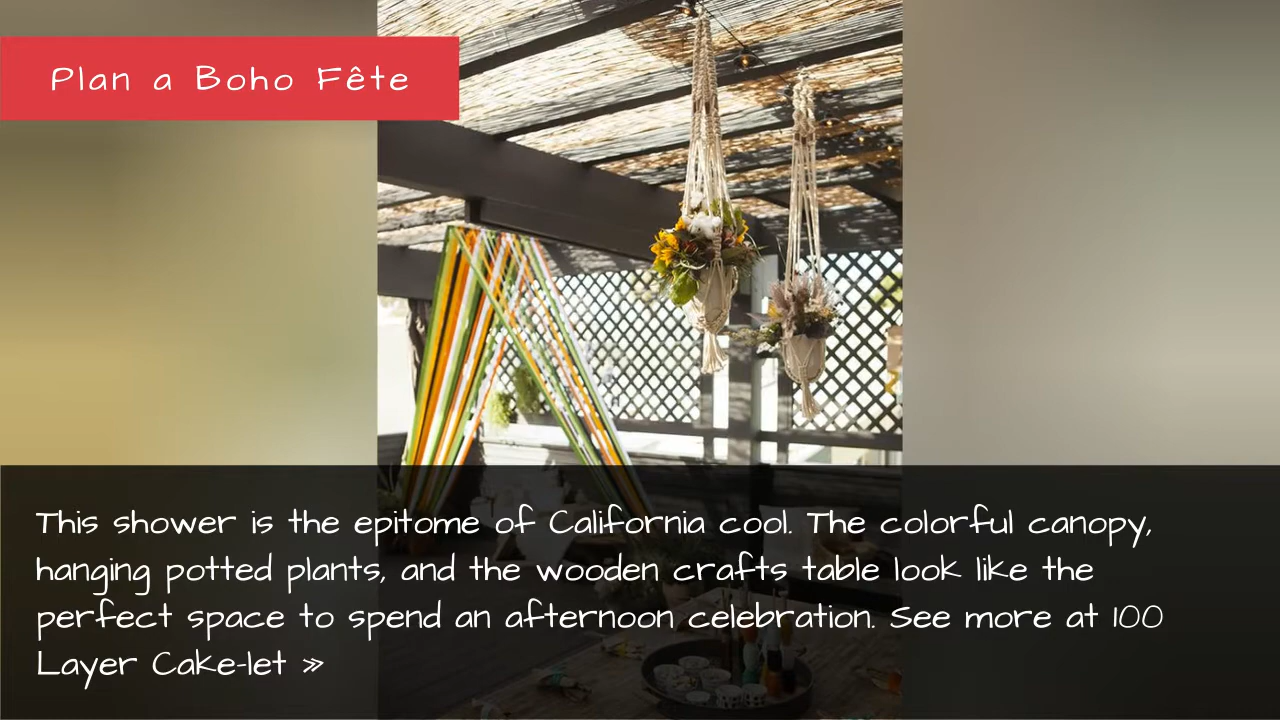 Plan a Boho Fête
This shower is the epitome of California cool. The colorful canopy,
hanging potted plants, and the wooden crafts table look like the
perfect space to spend an afternoon celebration. See more at 100
Layer Cake-let »